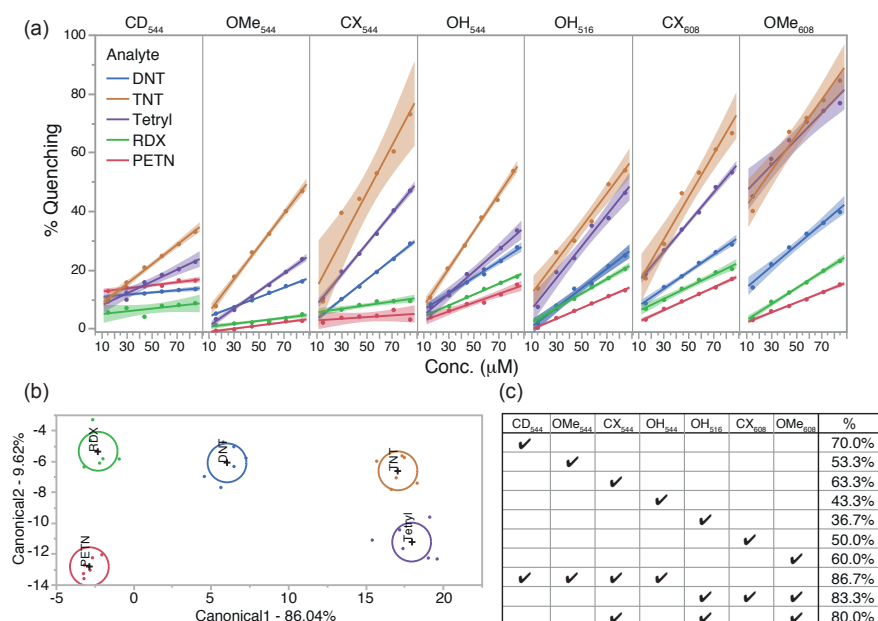 (a)
CD544 OMe544 CX544 OH544 OH516 CX608 OMe608
100
80
60
40
20
0
% Quenching
Analyte
DNT
TNT
Tetryl
RDX
PETN
10 30 50 70 10 30 50 70 10 30 50 70 10 30 50 70 10 30 50 70 10 30 50 70 10 30 50 70
Conc. (μM)
(b)
-4
-6
-8
-10
-12
-14
Canonical2 - 9.62%
RDX
DNT
TNT
Tetryl
PETN
-5 0 5 10 15 20
Canonical1 - 86.04%
(c)
CD544 OMe544 CX544 OH544 OH516 CX608 OMe608 %
✔ 70.0%
✔ 53.3%
✔ 63.3%
✔ 43.3%
✔ 36.7%
✔ 50.0%
✔ 60.0%
✔ ✔ ✔ ✔ 86.7%
✔ ✔ ✔ 83.3%
✔ ✔ ✔ 80.0%